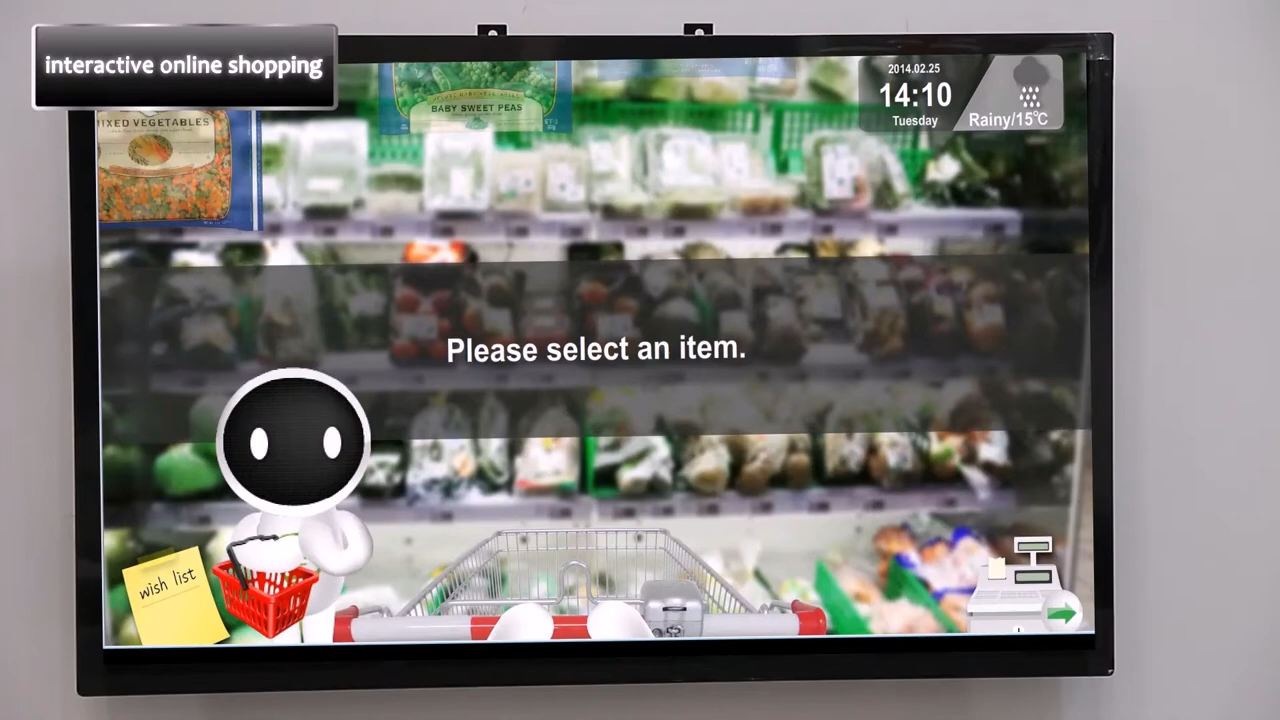 interactive online shopping
2014.02.25
14:10
Tuesday
Rainy/15°C
BABY SWEET PEAS
MIXED VEGETABLES
Please select an item.
wish list